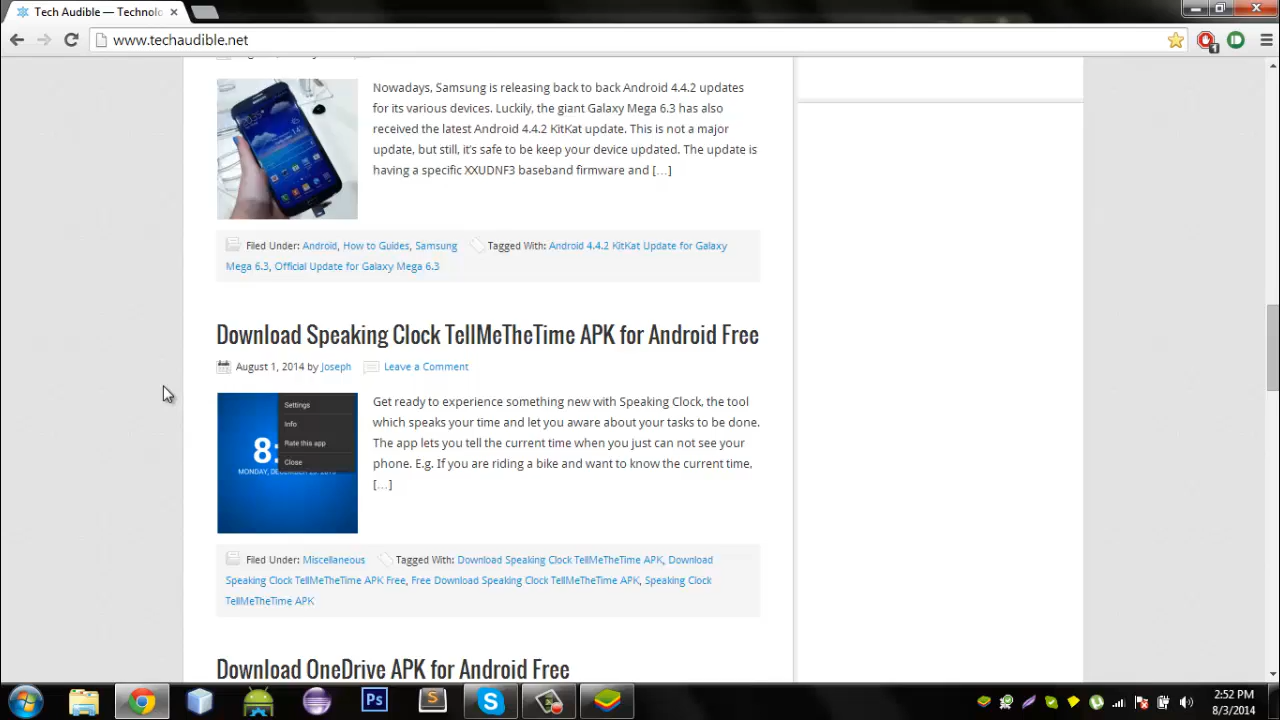 Tech Audible — Technolo
www.techaudible.net
Nowadays, Samsung is releasing back to back Android 4.4.2 updates
for its various devices. Luckily, the giant Galaxy Mega 6.3 has also
received the latest Android 4.4.2 KitKat update. This is not a major
update, but still, it's safe to be keep your device updated. The update is
having a specific XXUDNF3 baseband firmware and […]
Filed Under: Android, How to Guides, Samsung Tagged With: Android 4.4.2 KitKat Update for Galaxy
Mega 6.3, Official Update for Galaxy Mega 6.3
Download Speaking Clock TellMeTheTime APK for Android Free
August 1, 2014 by Joseph Leave a Comment
Settings
Info
Rate this app
Close
8:
Get ready to experience something new with Speaking Clock, the tool
which speaks your time and let you aware about your tasks to be done.
The app lets you tell the current time when you just can not see your
phone. E.g. If you are riding a bike and want to know the current time,
[…]
Filed Under: Miscellaneous Tagged With: Download Speaking Clock TellMeTheTime APK, Download
Speaking Clock TellMeTheTime APK Free, Free Download Speaking Clock TellMeTheTime APK, Speaking Clock
TellMeTheTime APK
Download OneDrive APK for Android Free
Ps
S
S
2:52 PM
8/3/2014